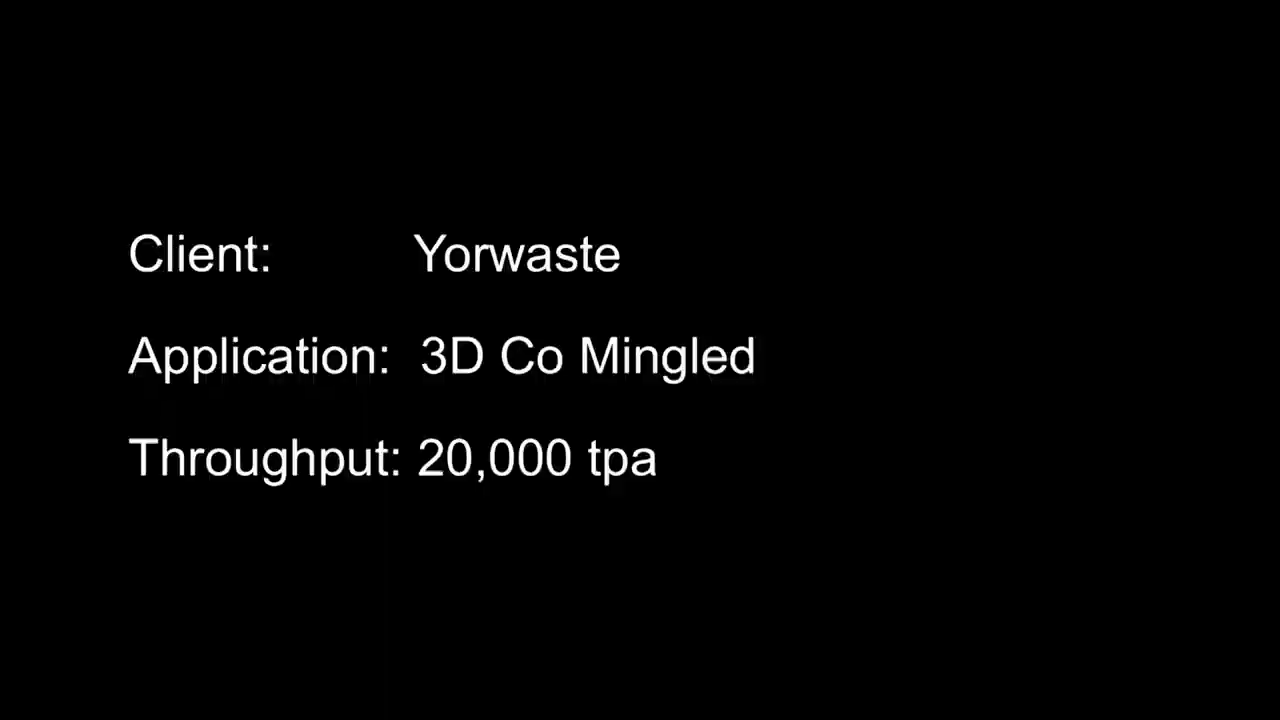 Client: Yorwaste
Application: 3D Co Mingled
Throughput: 20,000 tpa